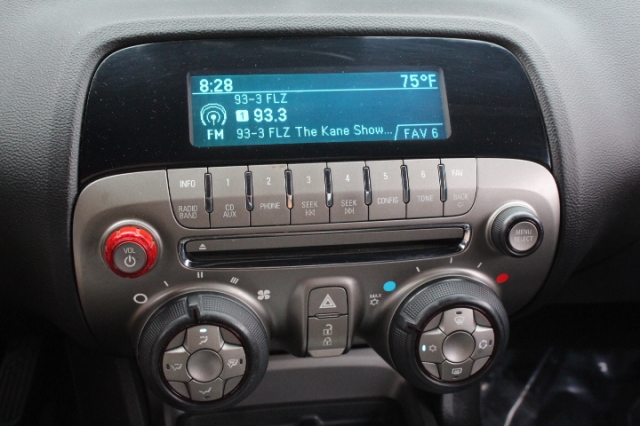 8:28 75°F
93-3 FLZ
1 93.3
FM 93-3 FLZ The Kane Show... FAV 6
INFO 1 2 3 4 5 6 FAV
RADIO BAND CD AUX PHONE SEEK SEEK CONFIG TONE BACK
VOL
MENU SELECT
MAX